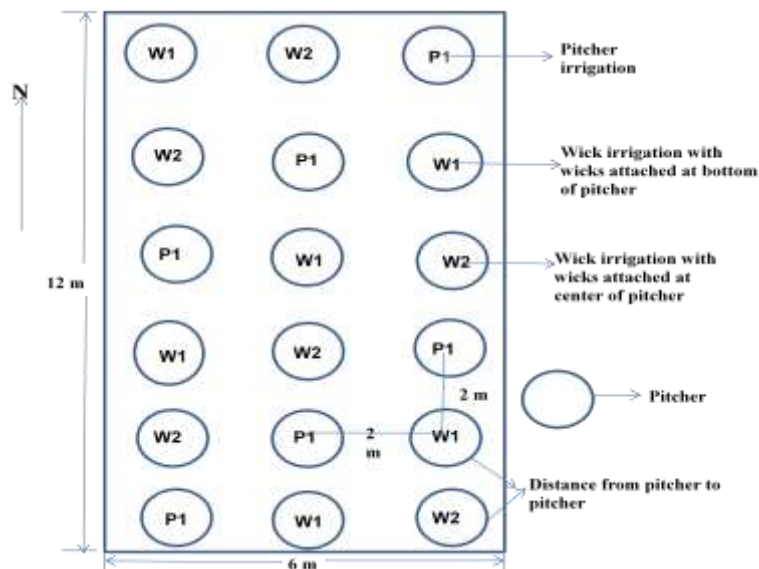 W1 W2 P1
Pitcher
irrigation
N
W2 P1 W1
Wick irrigation with
wicks attached at bottom
of pitcher
P1 W1 W2
Wick irrigation with
wicks attached at
center of pitcher
12 m
W1 W2 P1
2 m
Pitcher
W2 P1 W1
2
m
Distance from pitcher to
pitcher
P1 W1 W2
6 m